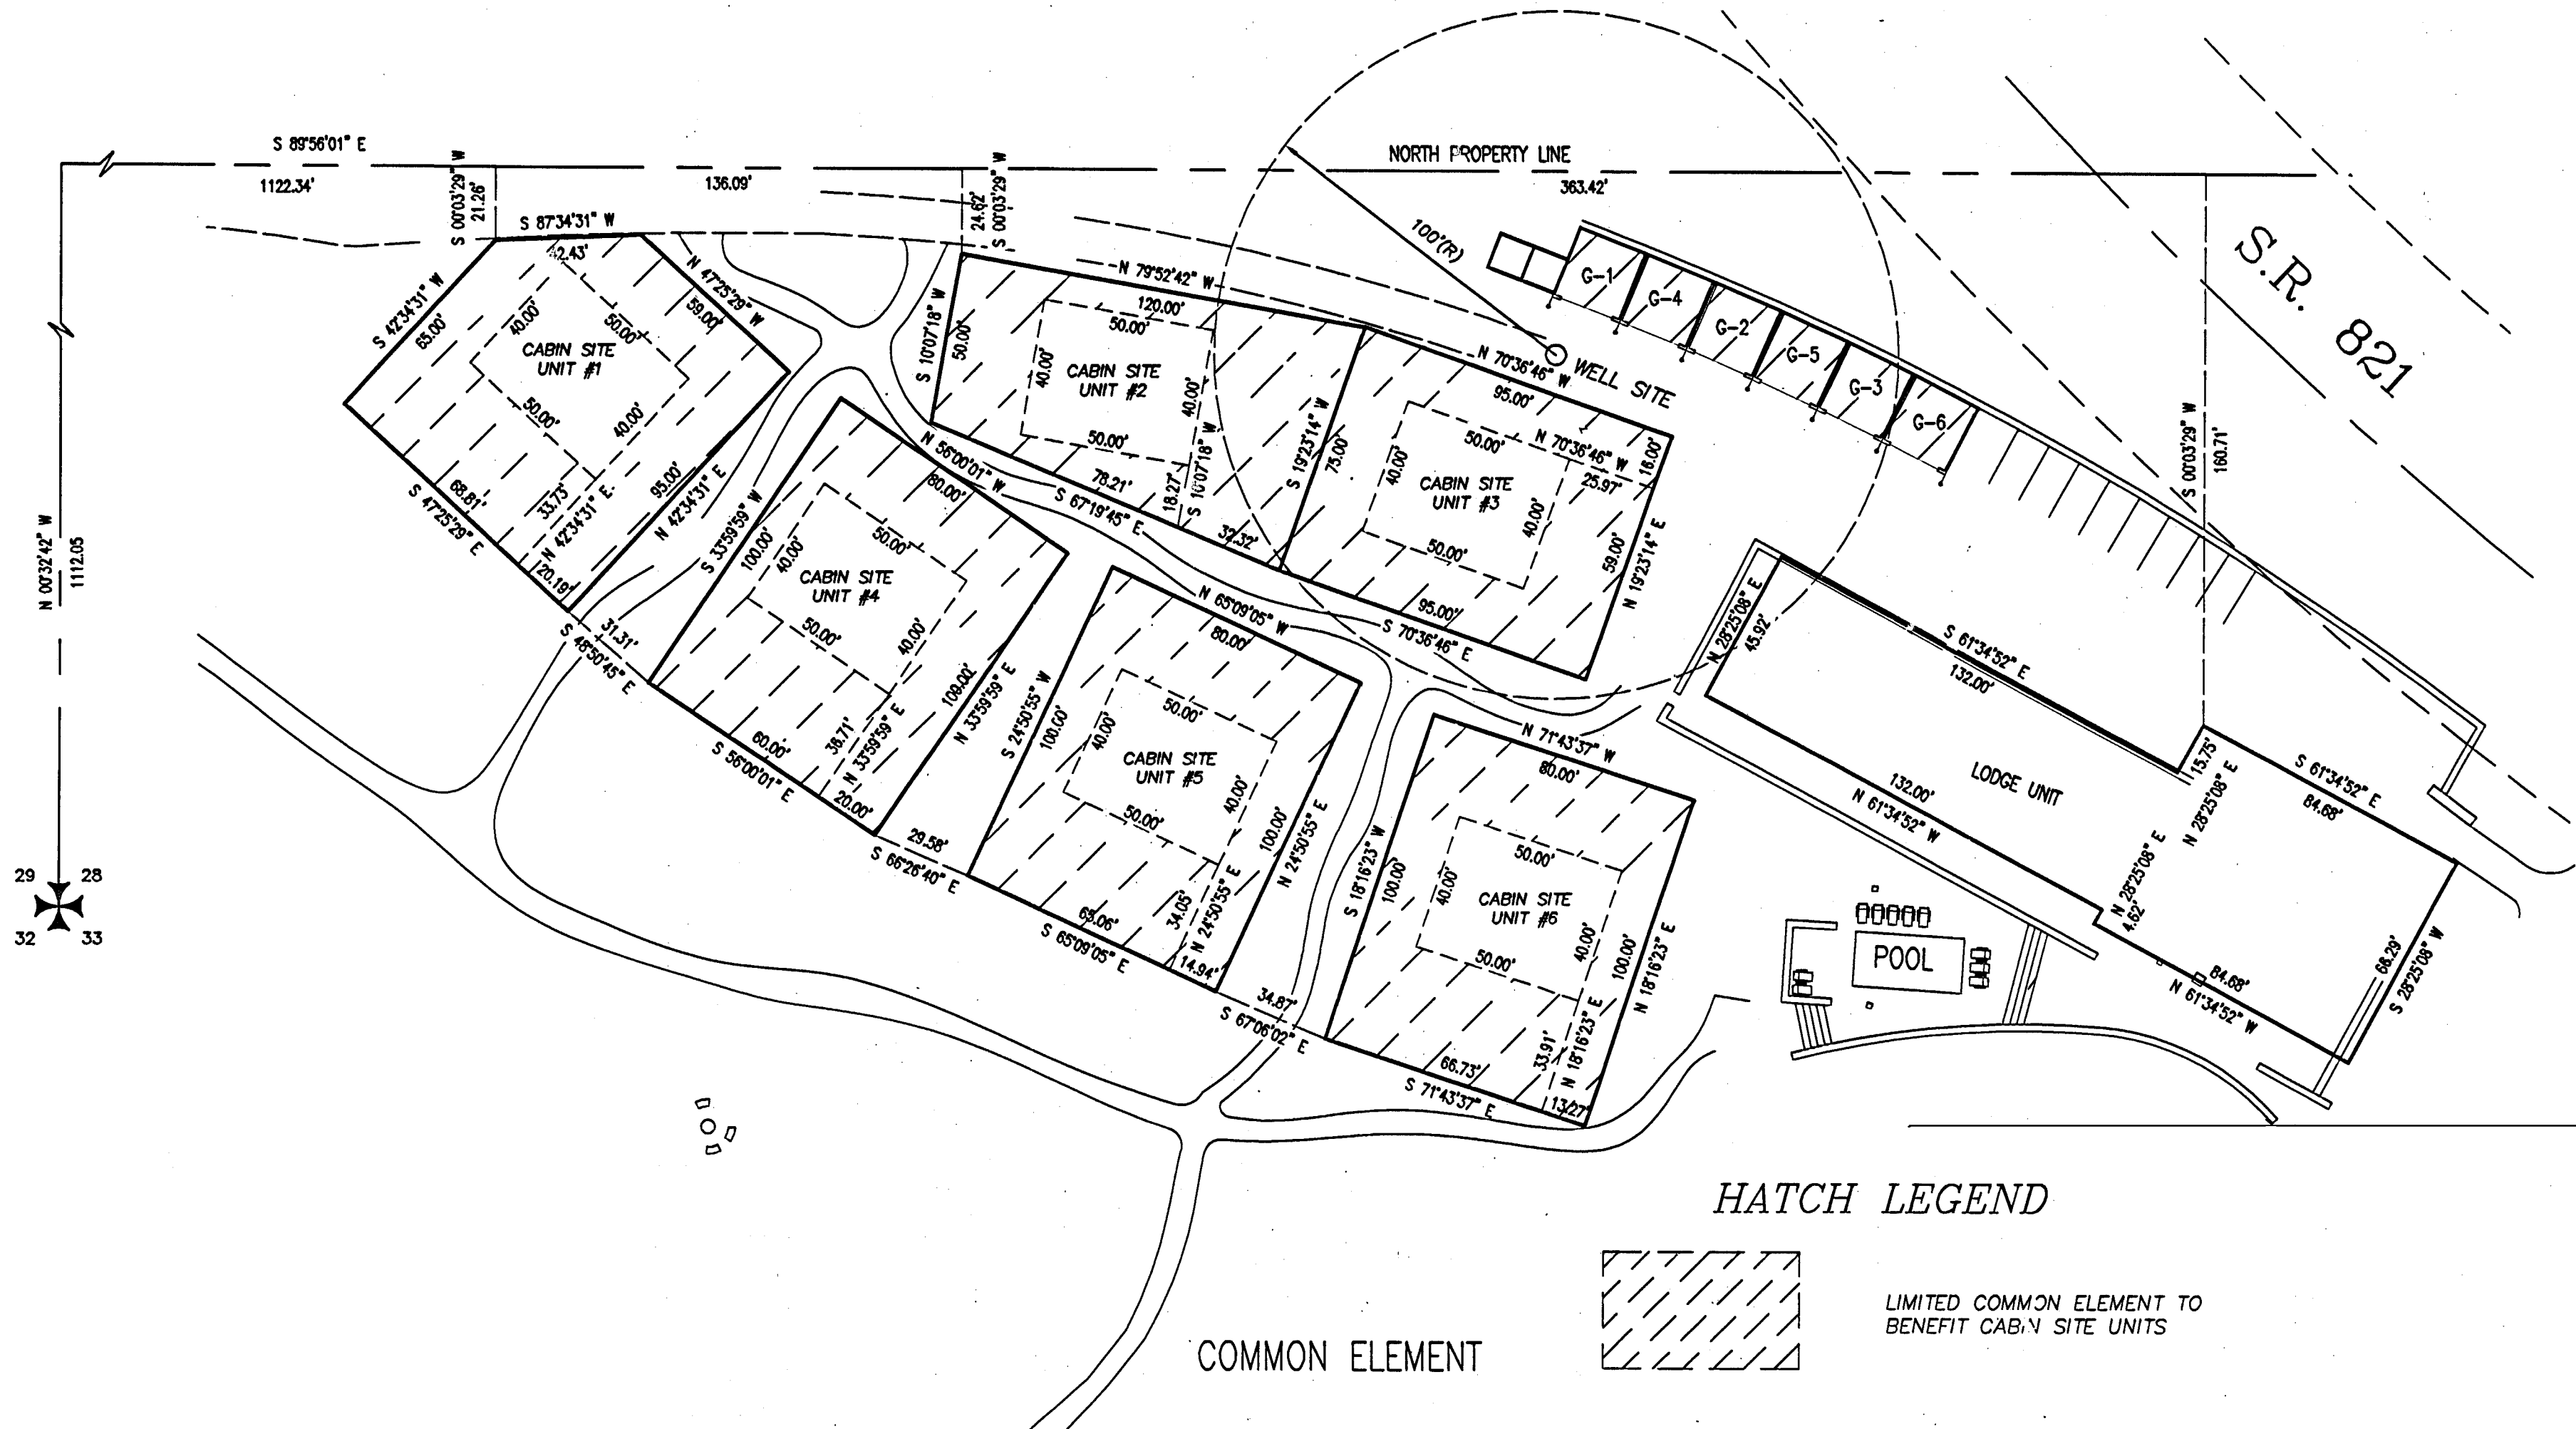 S 89°56'01" E
1122.34'
S 00°03'29" W
21.26'
136.09'
24.62'
S 00°03'29" W
NORTH PROPERTY LINE
363.42'
100'(R)
S.R. 821
S 00°03'29" W
160.71'
N 00°32'42" W
1112.05
29 28
32 33
S 87°34'31" W
42.43'
N 47°25'29" W
59.00'
S 42°34'31" W
65.00'
40.00'
50.00'
CABIN SITE
UNIT #1
50.00'
40.00'
68.81'
S 47°25'29" E
33.73'
N 42°34'31" E
95.00'
N 42°34'31" E
20.19'
31.31'
S 48°50'45" E
N 79°52'42" W
120.00'
50.00'
S 10°07'18" W
50.00'
40.00'
CABIN SITE
UNIT #2
40.00'
50.00'
78.21'
18.27'
S 10°07'18" W
S 67°19'45" E
32.32'
S 19°23'14" W
75.00'
N 70°36'46" W
95.00'
50.00'
N 70°36'46" W
25.97'
16.00'
40.00'
CABIN SITE
UNIT #3
40.00'
50.00'
59.00'
N 19°23'14" E
95.00'
S 70°36'46" E
WELL SITE
G-1
G-4
G-2
G-5
G-3
G-6
N 56°00'01" W
80.00'
S 33°59'59" W
100.00'
40.00'
50.00'
CABIN SITE
UNIT #4
50.00'
40.00'
100.00'
N 33°59'59" E
38.71'
N 33°59'59" E
60.00'
S 56°00'01" E
20.00'
29.58'
S 66°26'40" E
N 65°09'05" W
80.00'
S 24°50'55" W
100.00'
50.00'
40.00'
CABIN SITE
UNIT #5
50.00'
40.00'
100.00'
N 24°50'55" E
34.05'
N 24°50'55" E
65.06'
S 65°09'05" E
14.94'
34.87'
S 67°06'02" E
N 71°43'37" W
80.00'
S 18°16'23" W
100.00'
50.00'
40.00'
CABIN SITE
UNIT #6
50.00'
40.00'
100.00'
N 18°16'23" E
33.91'
N 18°16'23" E
66.73'
S 71°43'37" E
13.27'
N 28°25'08" E
45.92'
S 61°34'52" E
132.00'
LODGE UNIT
132.00'
N 61°34'52" W
15.75'
N 28°25'08" E
S 61°34'52" E
84.68'
N 28°25'08" E
4.62'
84.68'
N 61°34'52" W
66.29'
S 28°25'08" W
POOL
HATCH LEGEND
LIMITED COMMON ELEMENT TO
BENEFIT CABIN SITE UNITS
COMMON ELEMENT